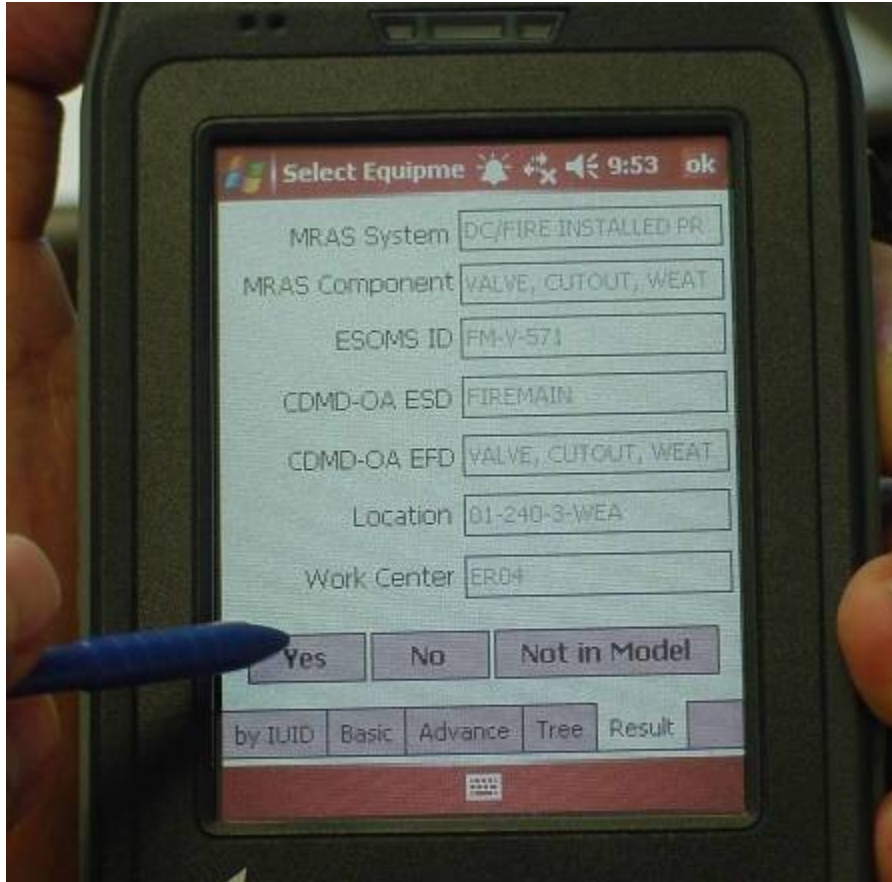 Select Equipme 9:53 ok
MRAS System DC/FIRE INSTALLED PR
MRAS Component VALVE, CUTOUT, WEAT
ESOMS ID FM-V-571
CDMD-OA ESD FIREMAIN
CDMD-OA EFD VALVE, CUTOUT, WEAT
Location 01-240-3-WEA
Work Center ER04
Yes No Not in Model
by IUID Basic Advance Tree Result